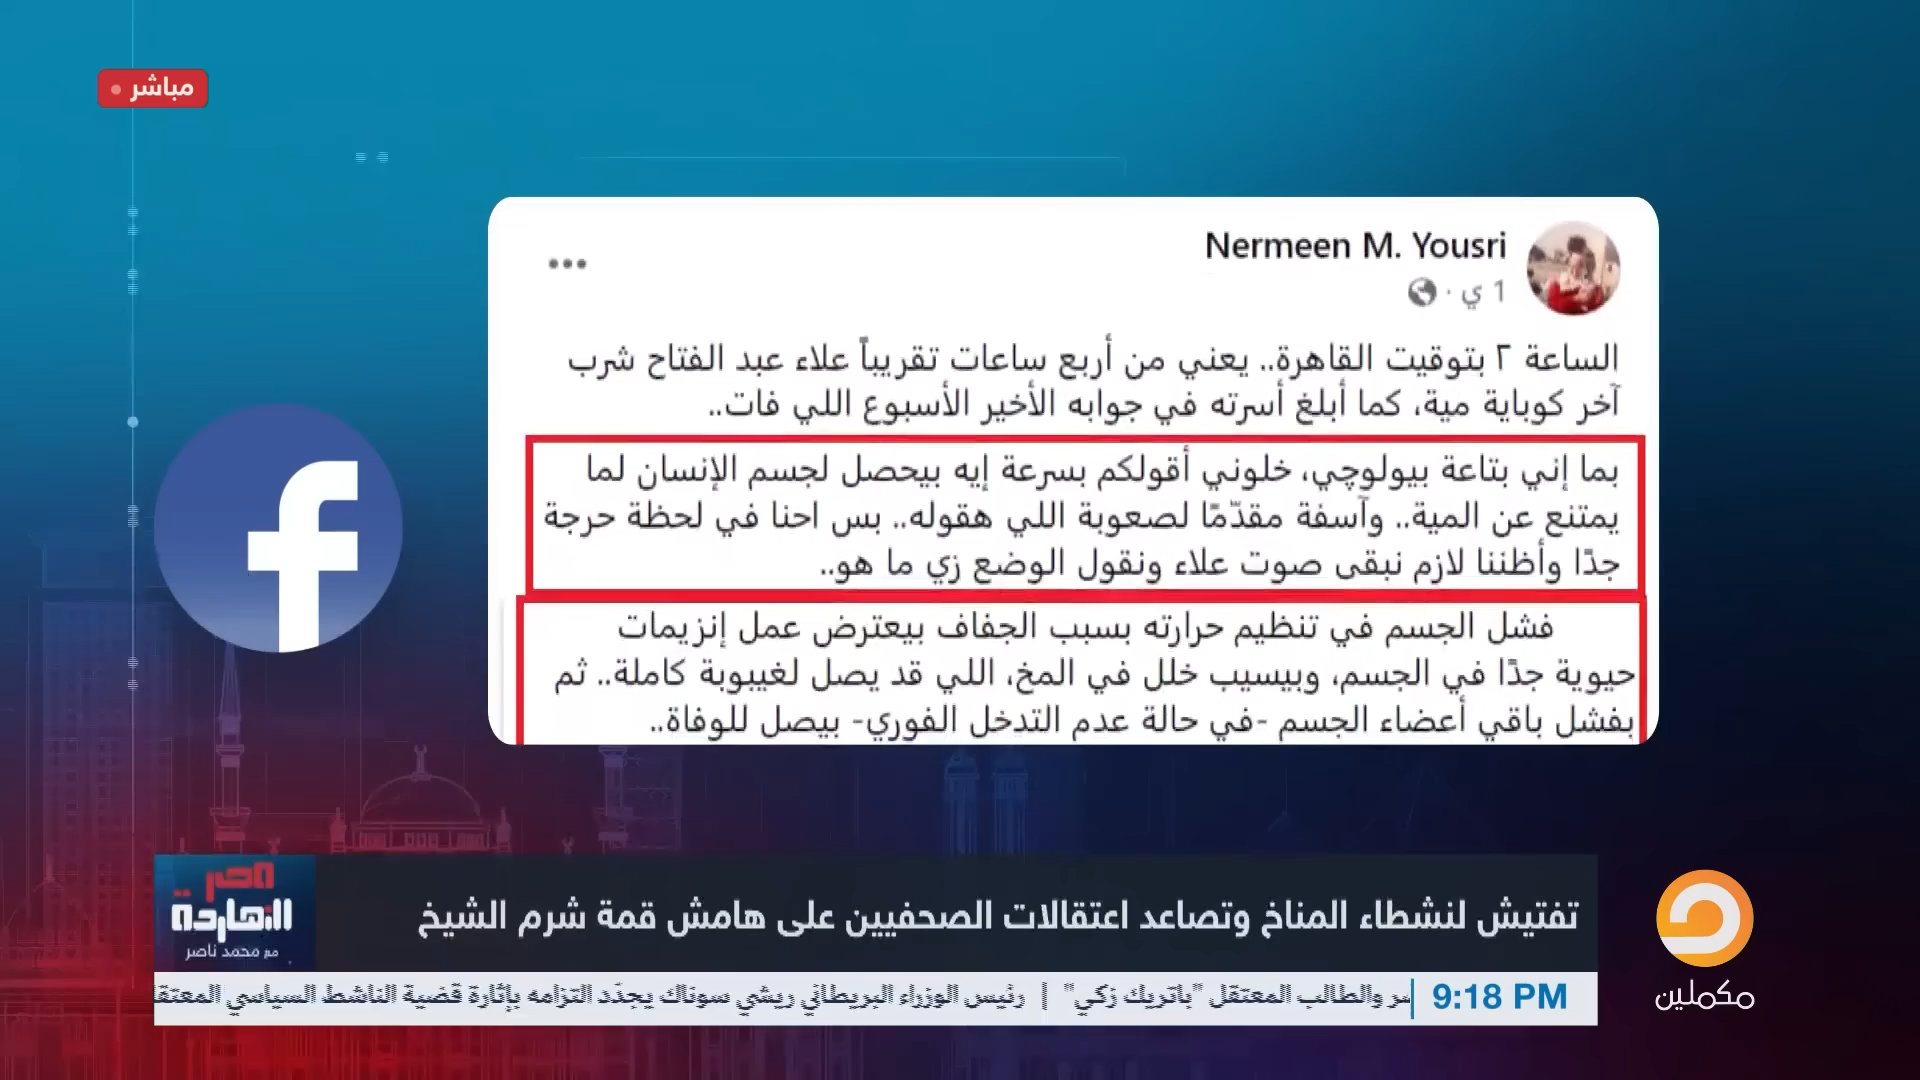 مباشر
Nermeen M. Yousri
1 ي ·
الساعة ٢ بتوقيت القاهرة.. يعني من أربع ساعات تقريباً علاء عبد الفتاح شرب
آخر كوباية مية، كما أبلغ أسرته في جوابه الأخير الأسبوع اللي فات..
بما إني بتاعة بيولوچي، خلوني أقولكم بسرعة إيه بيحصل لجسم الإنسان لما
يمتنع عن المية.. وآسفة مقدّمًا لصعوبة اللي هقوله.. بس احنا في لحظة حرجة
جدًا وأظننا لازم نبقى صوت علاء ونقول الوضع زي ما هو..
فشل الجسم في تنظيم حرارته بسبب الجفاف بيعترض عمل إنزيمات
حيوية جدًا في الجسم، وبيسيب خلل في المخ، اللي قد يصل لغيبوبة كاملة.. ثم
بفشل باقي أعضاء الجسم -في حالة عدم التدخل الفوري- بيصل للوفاة..
مصر
النهاردة
مع محمد ناصر
تفتيش لنشطاء المناخ وتصاعد اعتقالات الصحفيين على هامش قمة شرم الشيخ
9:18 PM
والطالب المعتقل "باتريك زكي" | رئيس الوزراء البريطاني ريشي سوناك يجدّد التزامه بإثارة قضية الناشط السياسي
مكملين